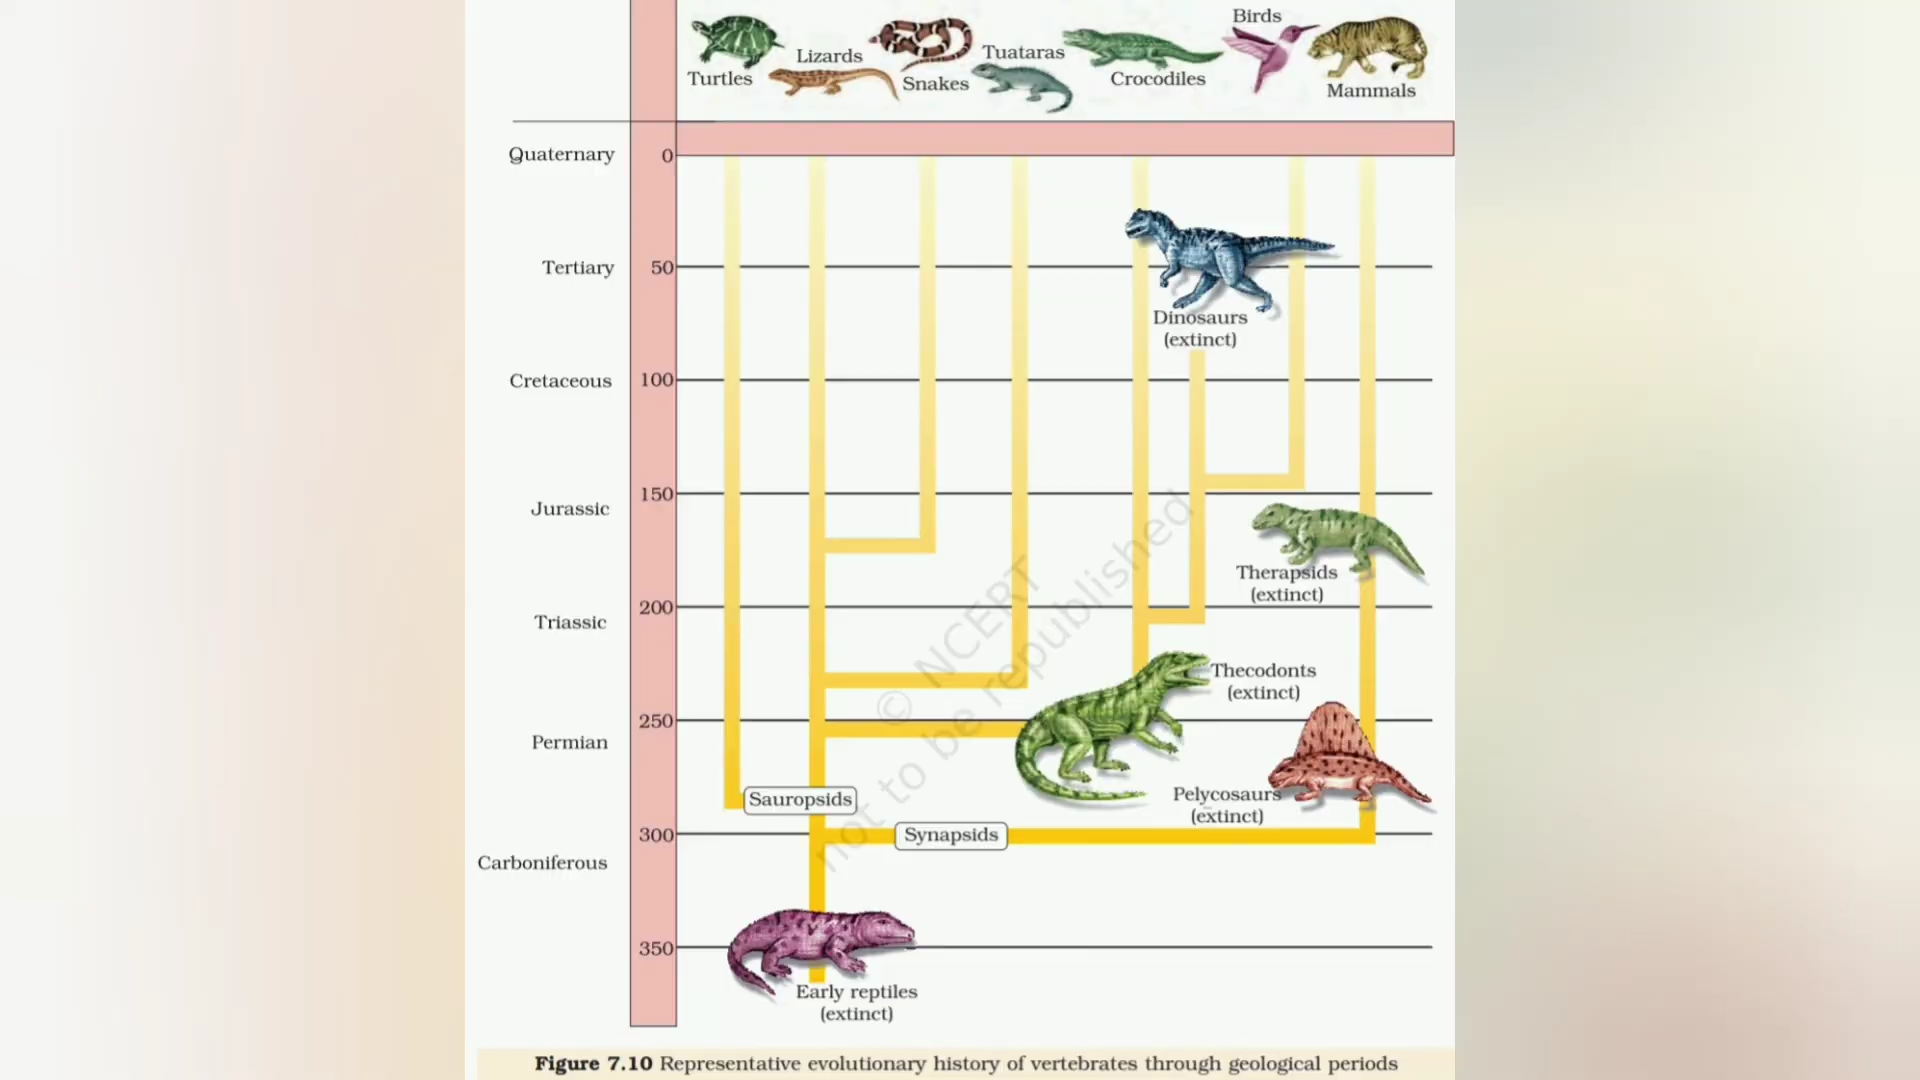 Birds
Lizards
Tuataras
Turtles
Snakes
Crocodiles
Mammals
Quaternary 0
Tertiary 50
Dinosaurs
(extinct)
Cretaceous 100
150
Jurassic
Therapsids
(extinct)
200
Triassic
Thecodonts
(extinct)
250
Permian
Sauropsids
Pelycosaurs
(extinct)
300
Synapsids
Carboniferous
350
Early reptiles
(extinct)
© NCERT
not to be republished
Figure 7.10 Representative evolutionary history of vertebrates through geological periods